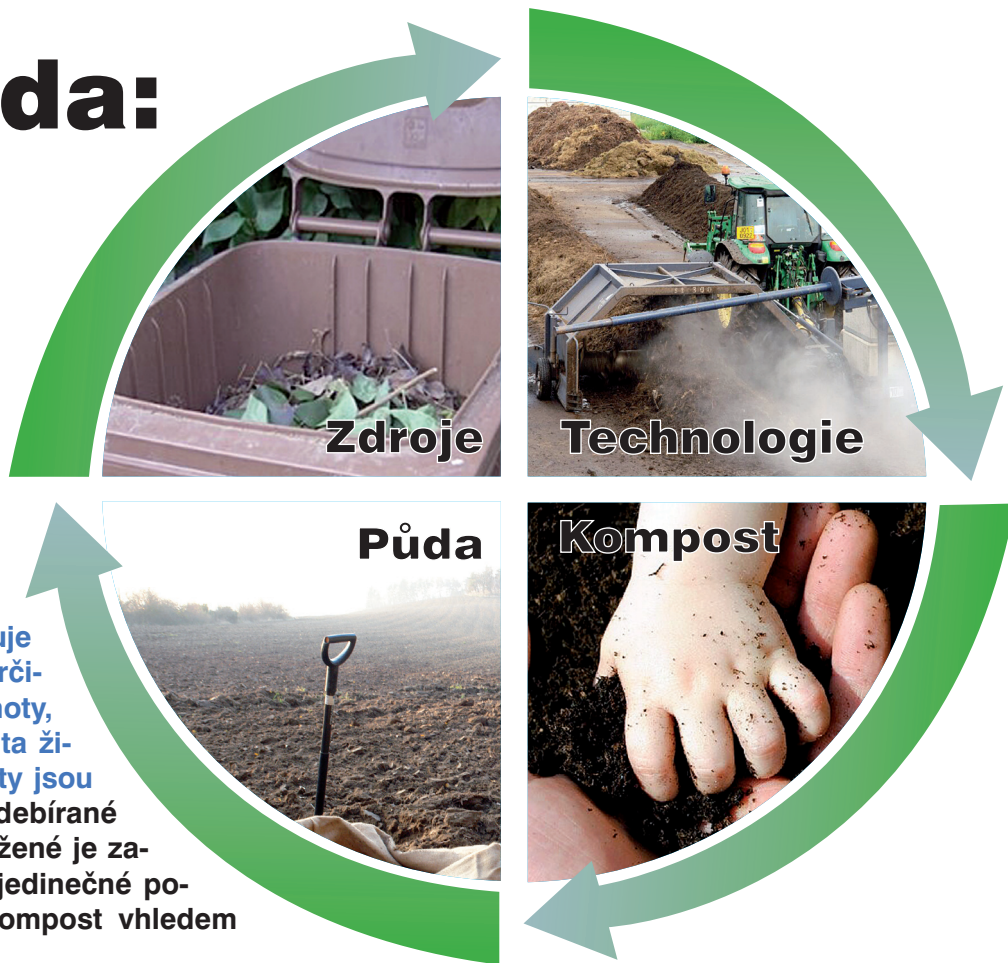 da:
Zdroje
Technologie
Půda
Kompost
uje
rči-
noty,
ta ži-
ty jsou
debírané
žené je za-
jedinečné po-
ompost vhledem